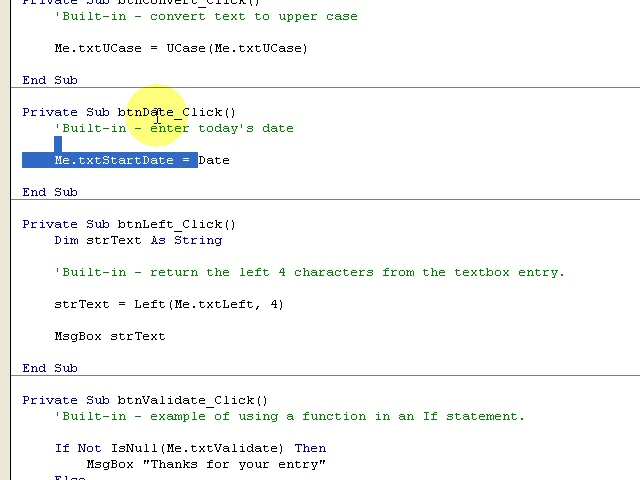 Private Sub btnConvert_Click()
'Built-in - convert text to upper case
Me.txtUCase = UCase(Me.txtUCase)
End Sub
Private Sub btnDate_Click()
'Built-in - enter today's date
Me.txtStartDate = Date
End Sub
Private Sub btnLeft_Click()
Dim strText As String
'Built-in - return the left 4 characters from the textbox entry.
strText = Left(Me.txtLeft, 4)
MsgBox strText
End Sub
Private Sub btnValidate_Click()
'Built-in - example of using a function in an If statement.
If Not IsNull(Me.txtValidate) Then
MsgBox "Thanks for your entry"
Else